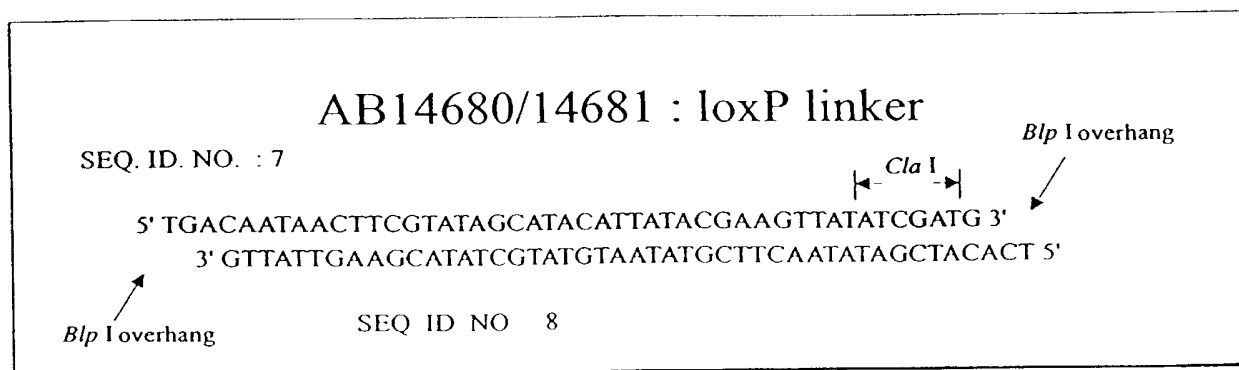 AB14680/14681 : loxP linker
SEQ. ID. NO. : 7
Blp I overhang
Cla I
5' TGACAATAACTTCGTATAGCATACATTATACGAAGTTATATCGATG 3'
3' GTTATTGAAGCATATCGTATGTAATATGCTTCAATATAGCTACACT 5'
Blp I overhang
SEQ ID NO 8